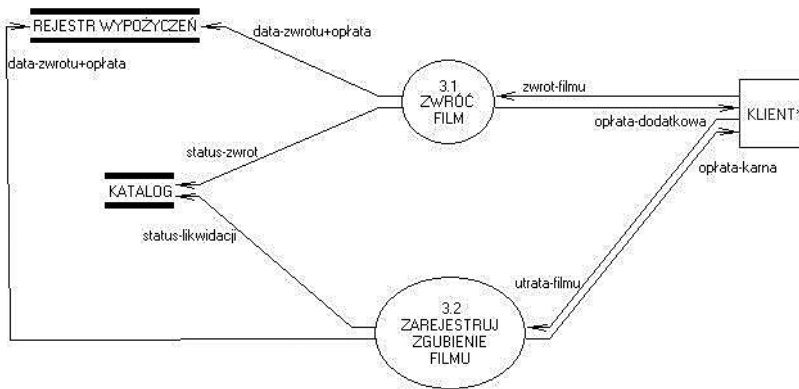 REJESTR WYPOŻYCZEŃ
data-zwrotu+opłata
data-zwrotu+opłata
3.1
ZWRÓĆ
FILM
zwrot-filmu
KLIENT*
opłata-dodatkowa
status-zwrot
opłata-karna
KATALOG
status-likwidacji
utrata-filmu
3.2
ZAREJESTRUJ
ZGUBIENIE
FILMU